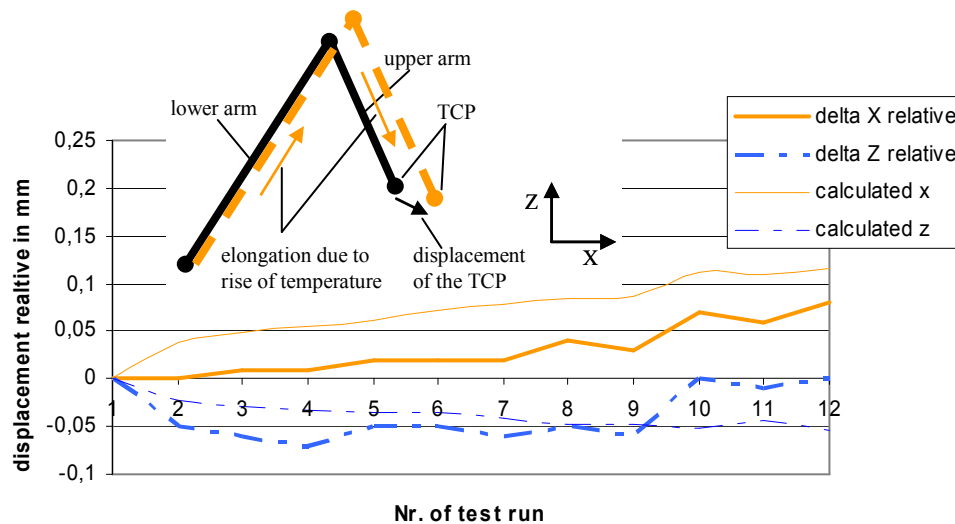 upper arm
lower arm
TCP
elongation due to
rise of temperature
displacement
of the TCP
Z
X
delta X relative
delta Z relative
calculated x
calculated z
displacement realtive in mm
0,25
0,2
0,15
0,1
0,05
0
-0,05
-0,1
1 2 3 4 5 6 7 8 9 10 11 12
Nr. of test run